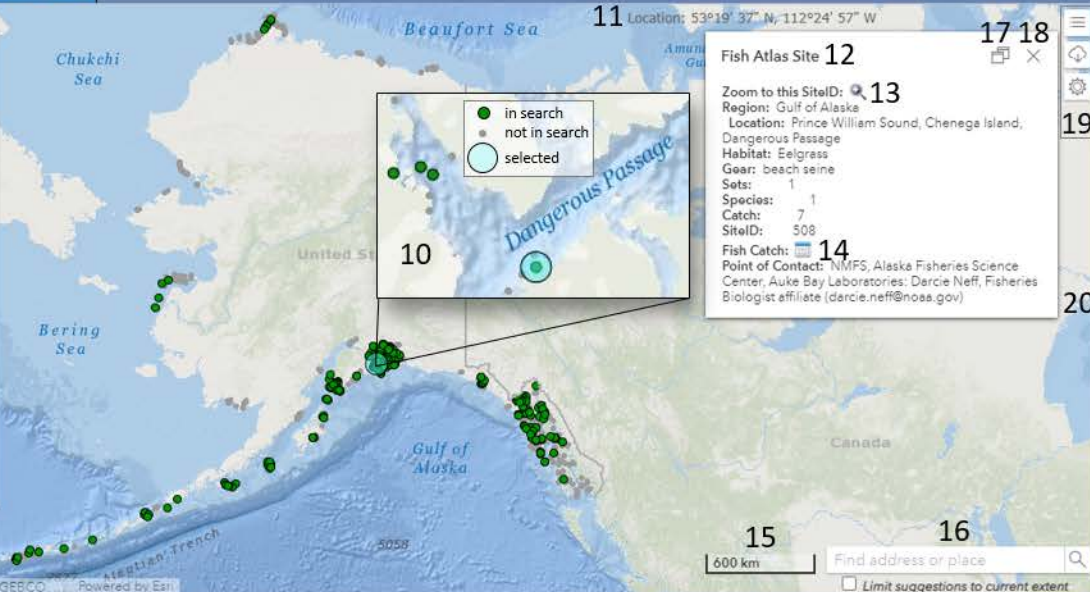 11 Location: 53°19' 37" N, 112°24' 57" W
Beaufort Sea
Chukchi
Sea
17 18
Fish Atlas Site 12
Zoom to this SiteID: 13
Region: Gulf of Alaska
Location: Prince William Sound, Chenega Island,
Dangerous Passage
Habitat: Eelgrass
Gear: beach seine
Sets: 1
Species: 1
Catch: 7
SiteID: 508
Fish Catch: 14
Point of Contact: NMFS, Alaska Fisheries Science
Center, Auke Bay Laboratories: Darcie Neff, Fisheries
Biologist affiliate (darcie.neff@noaa.gov)
19
20
in search
not in search
selected
Dangerous Passage
10
United St
Bering
Sea
Gulf of
Alaska
Canada
5058
Aleutian Trench
15
600 km
16
Find address or place
Limit suggestions to current extent
GEBCO
Powered by Esri